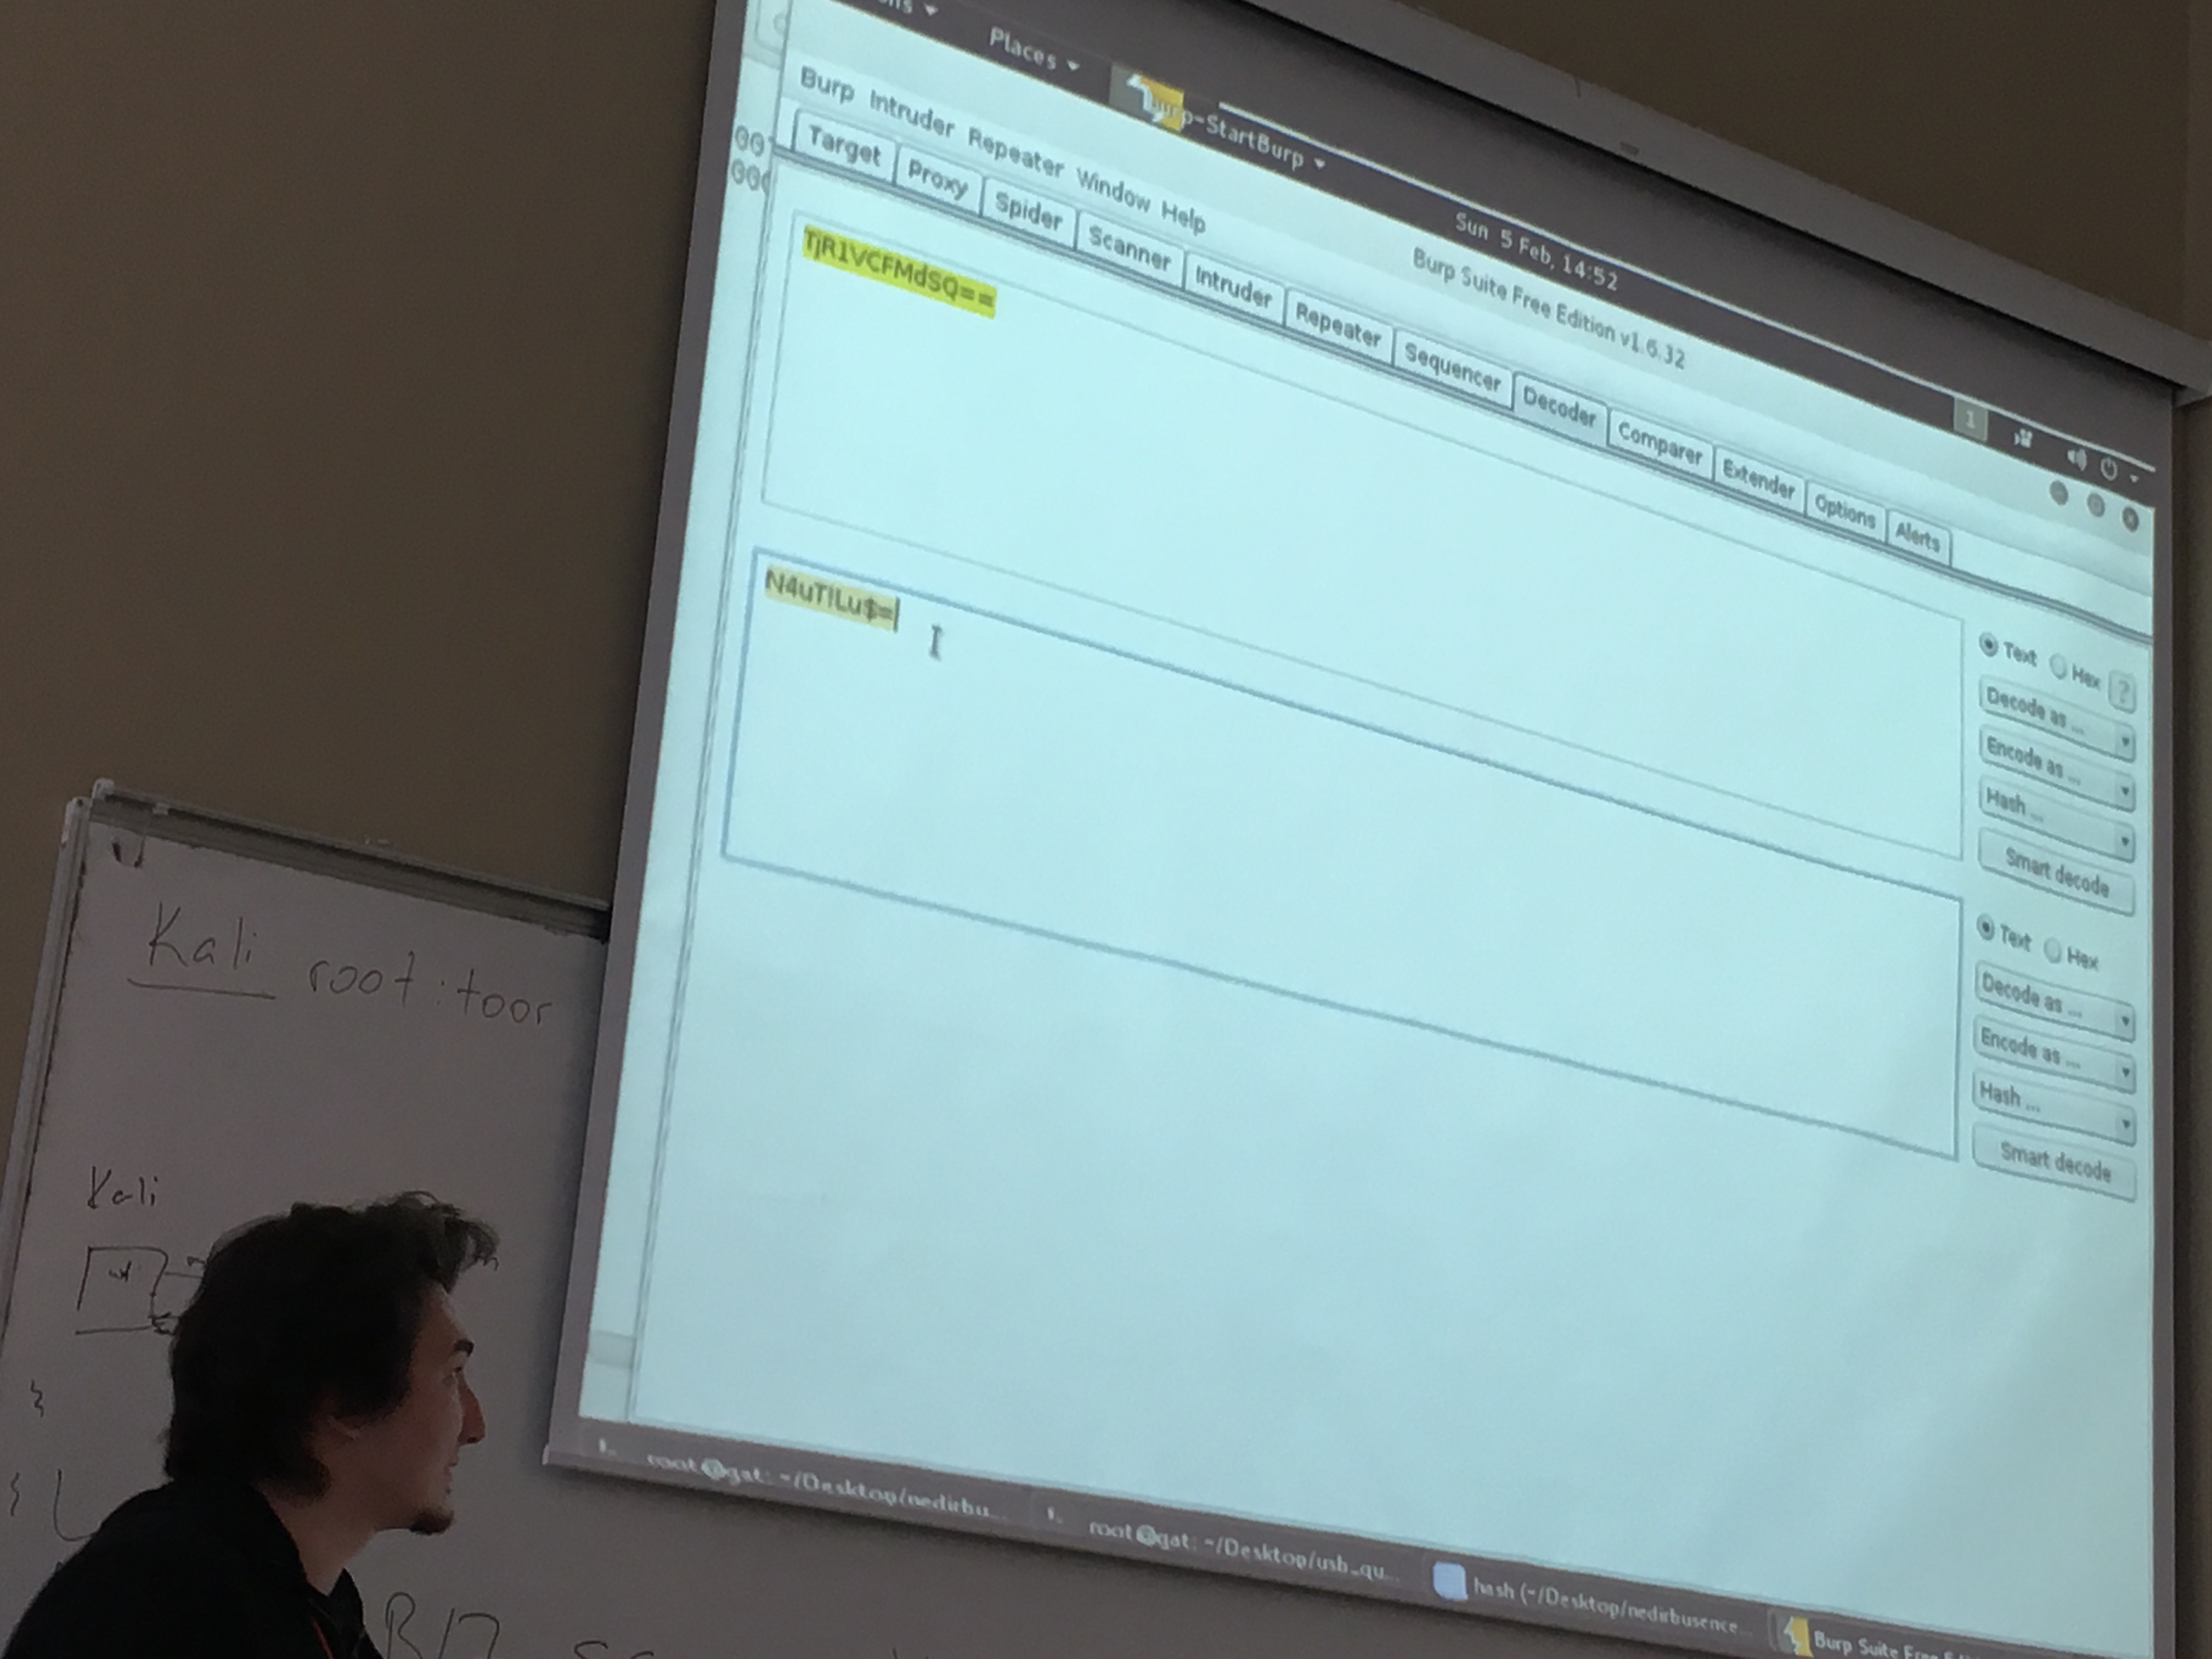 Places
Burp-StartBurp
Sun 5 Feb, 14:52
1
Burp Suite Free Edition v1.6.32
Burp Intruder Repeater Window Help
Target Proxy Spider Scanner Intruder Repeater Sequencer Decoder Comparer Extender Options Alerts
TjR1VCFMdSQ==
Text Hex ?
Decode as ...
Encode as ...
Hash ...
Smart decode
N4uT!Lu$=
Text Hex
Decode as ...
Encode as ...
Hash ...
Smart decode
root@gat: ~/Desktop/nedirbu...
root@gat: ~/Desktop/usb_qu...
hash (~/Desktop/nedirbusence...
Burp Suite Free
Kali root:toor
Kali